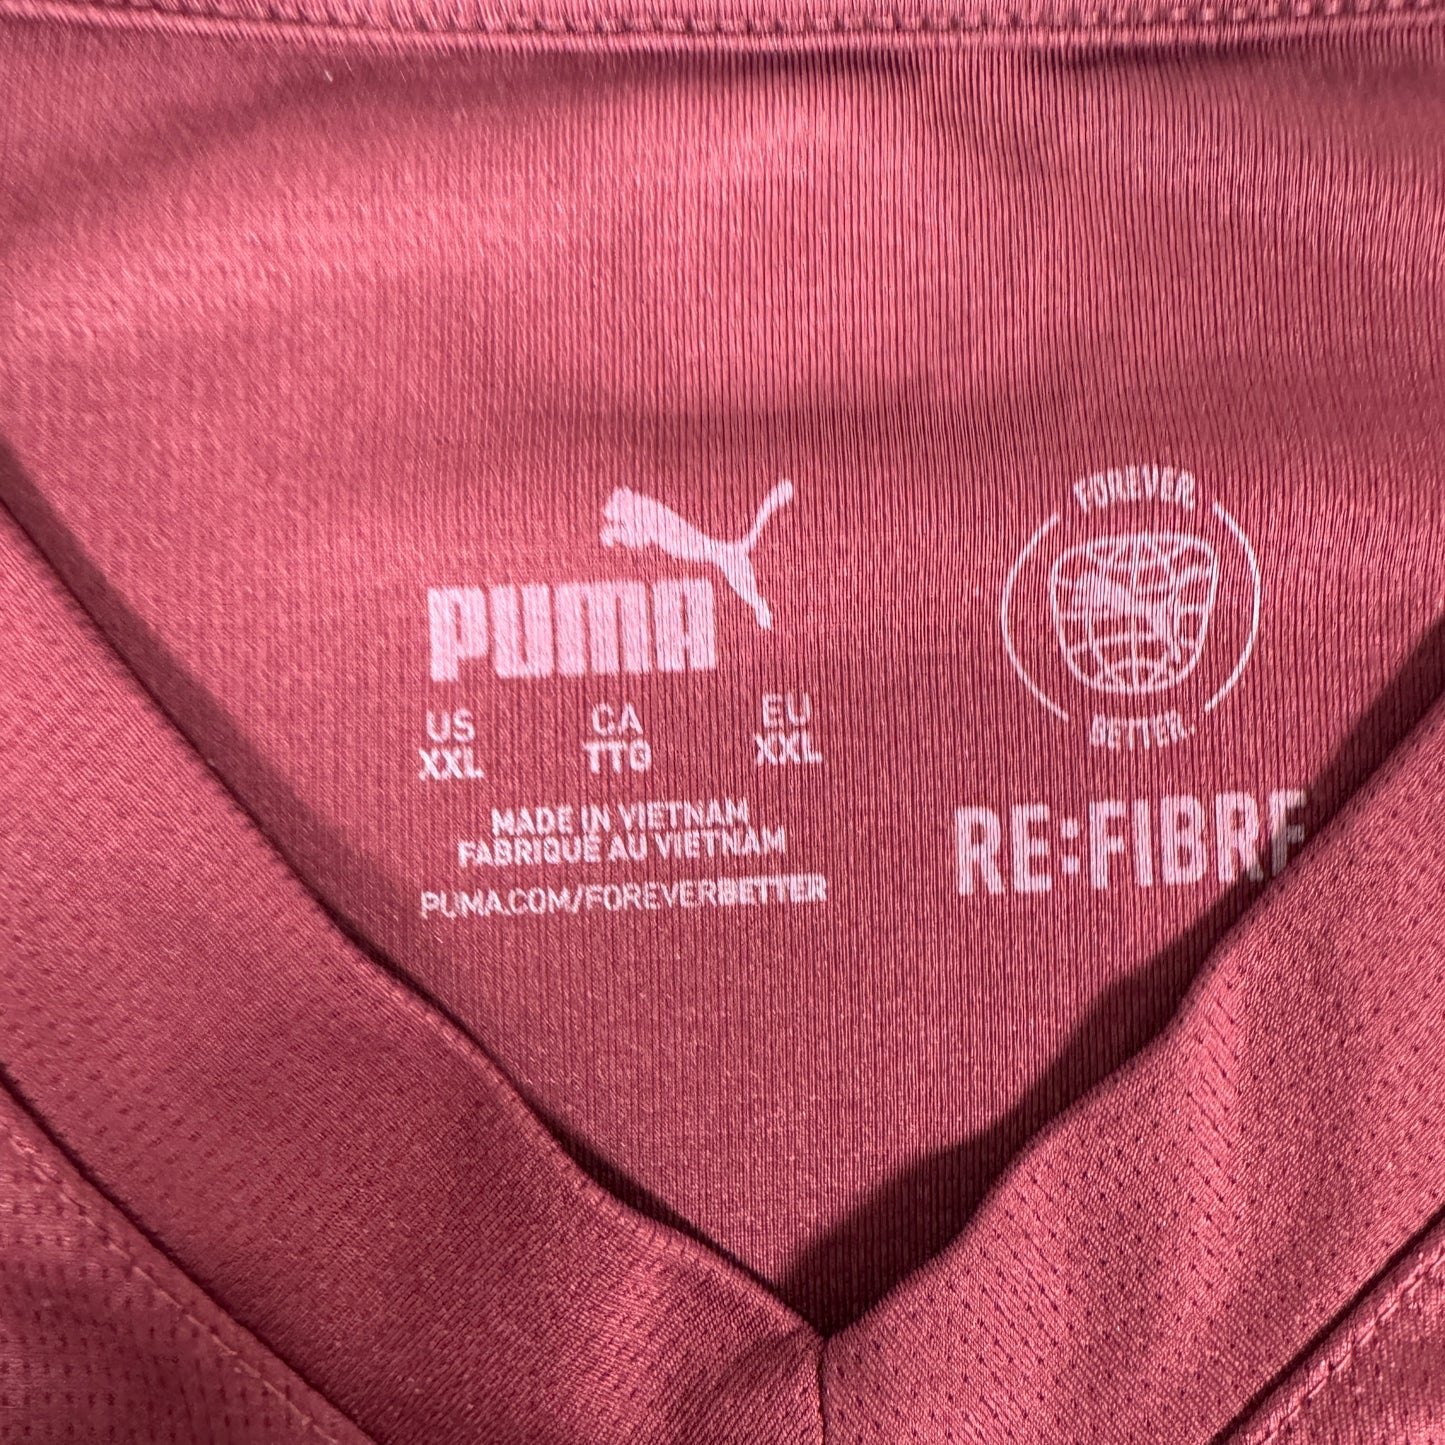 PUMA
US CA EU
XXL TTG XXL
MADE IN VIETNAM
FABRIQUÉ AU VIETNAM
PUMA.COM/FOREVERBETTER
FOREVER
BETTER.
RE:FIBRE